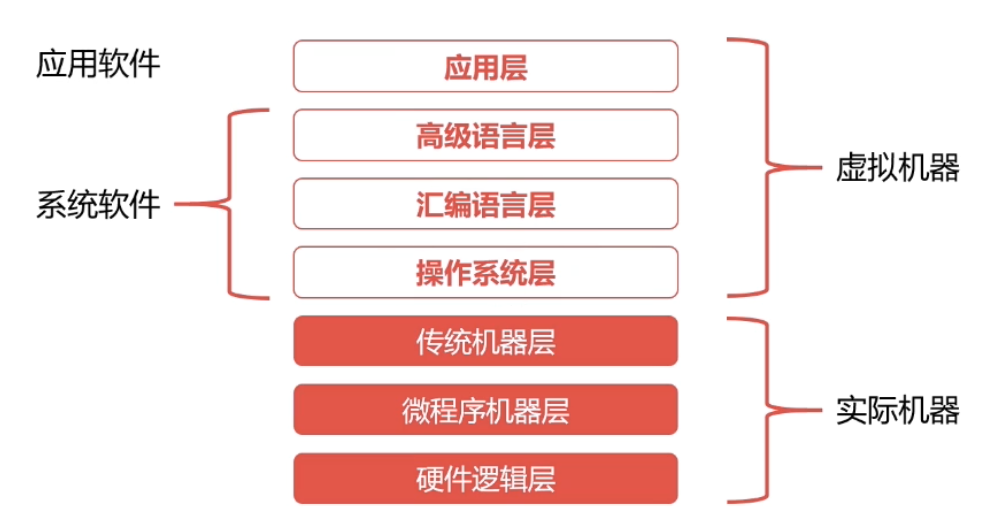 应用软件
应用层
高级语言层
虚拟机器
系统软件
汇编语言层
操作系统层
传统机器层
微程序机器层
实际机器
硬件逻辑层